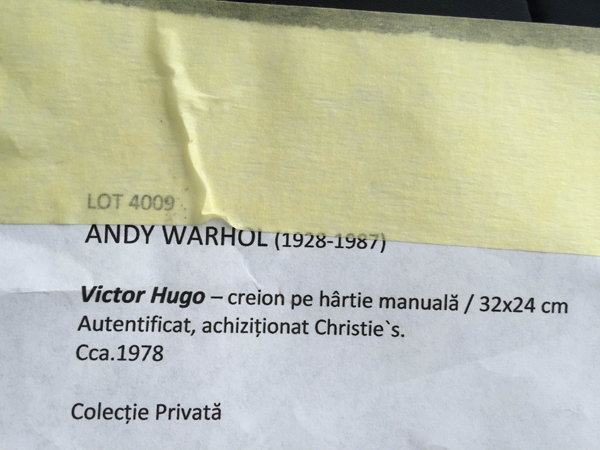 LOT 4009
ANDY WARHOL (1928-1987)
Victor Hugo – creion pe hârtie manuală / 32x24 cm
Autentificat, achiziționat Christie`s.
Cca.1978
Colecție Privată